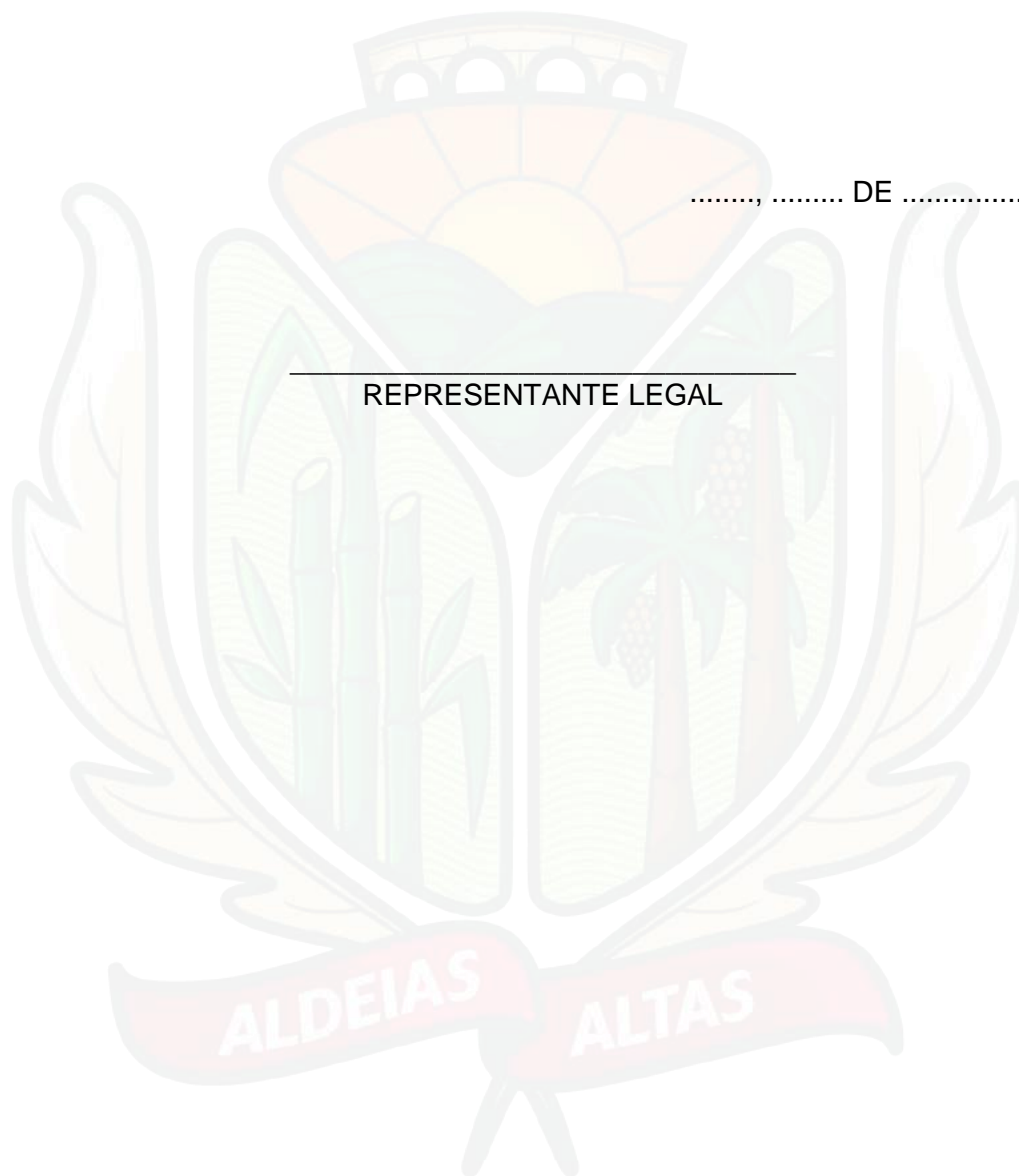 ........, ......... DE ...............
REPRESENTANTE LEGAL
ALDEIAS ALTAS